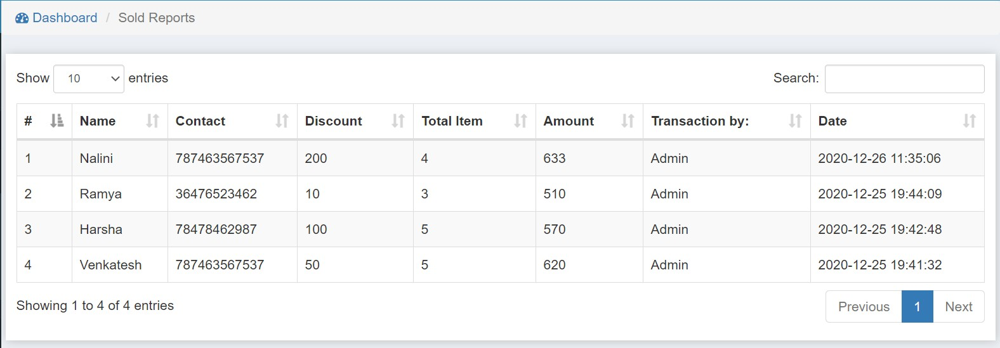 Dashboard / Sold Reports
Show 10 entries Search:
# Name Contact Discount Total Item Amount Transaction by: Date
1 Nalini 787463567537 200 4 633 Admin 2020-12-26 11:35:06
2 Ramya 36476523462 10 3 510 Admin 2020-12-25 19:44:09
3 Harsha 78478462987 100 5 570 Admin 2020-12-25 19:42:48
4 Venkatesh 787463567537 50 5 620 Admin 2020-12-25 19:41:32
Showing 1 to 4 of 4 entries Previous 1 Next